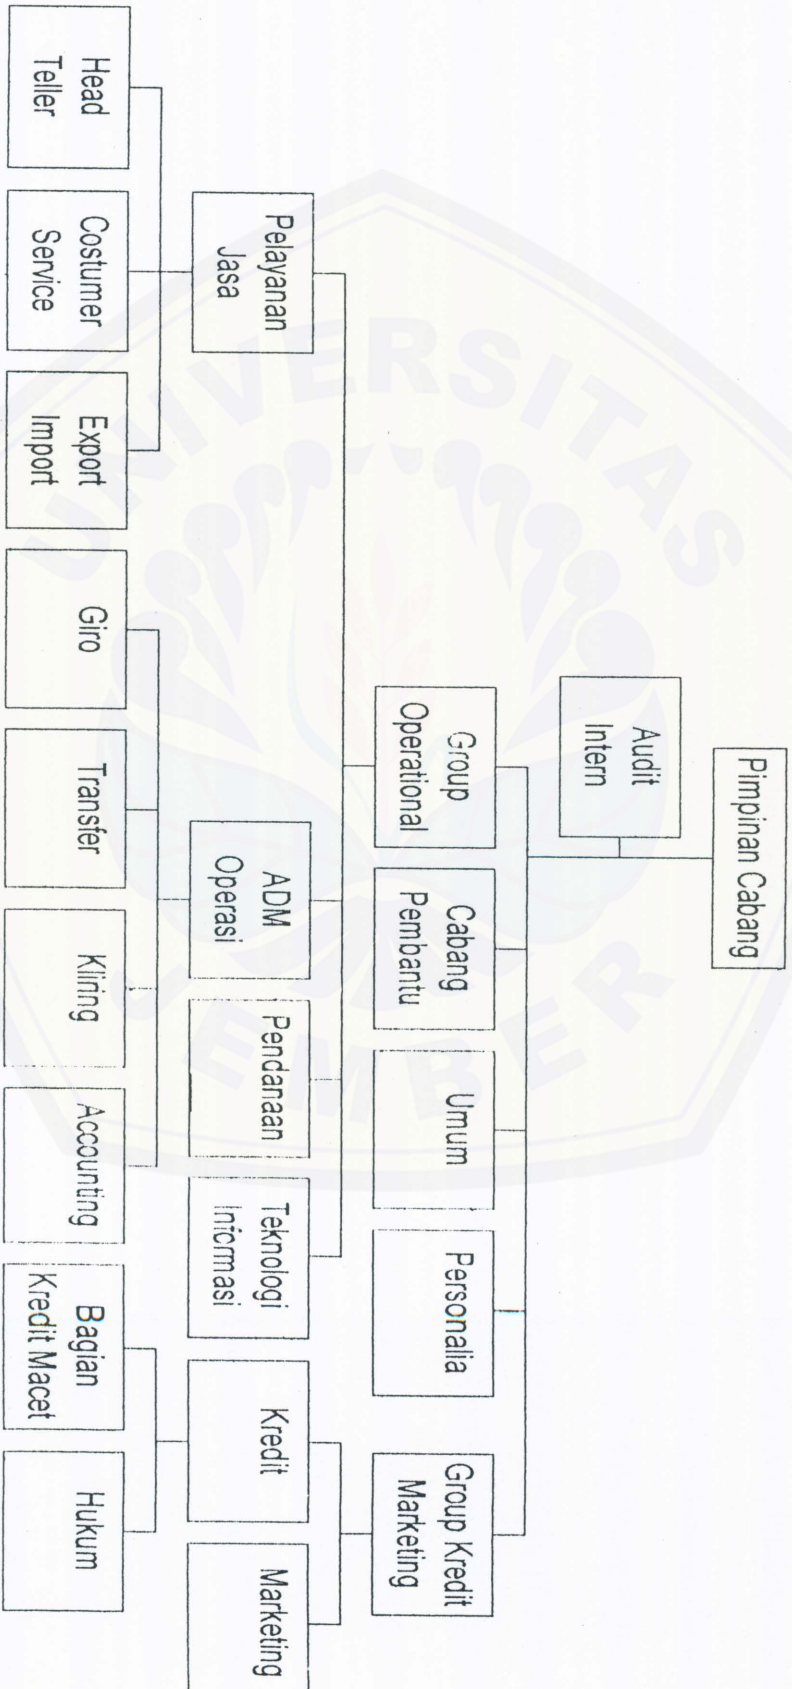 Pimpinan Cabang
Audit
Intern
Group
Operational
Cabang
Pembantu
Umum
Personalia
Group Kredit
Marketing
Pelayanan
Jasa
ADM
Operasi
Pendanaan
Teknologi
Informasi
Kredit
Marketing
Head
Teller
Costumer
Service
Export
Import
Giro
Transfer
Kliring
Accounting
Bagian
Kredit Macet
Hukum
UNIVERSITAS
JEMBER